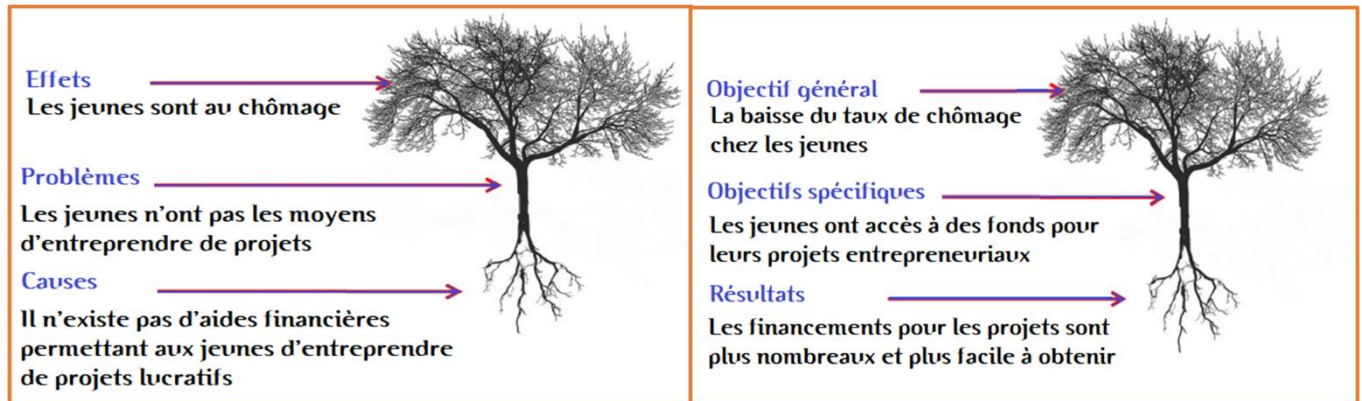 Effets
Les jeunes sont au chômage
Problèmes
Les jeunes n'ont pas les moyens
d'entreprendre de projets
Causes
Il n'existe pas d'aides financières
permettant aux jeunes d'entreprendre
de projets lucratifs
Objectif général
La baisse du taux de chômage
chez les jeunes
Objectifs spécifiques
Les jeunes ont accès à des fonds pour
leurs projets entrepreneuriaux
Résultats
Les financements pour les projets sont
plus nombreux et plus facile à obtenir